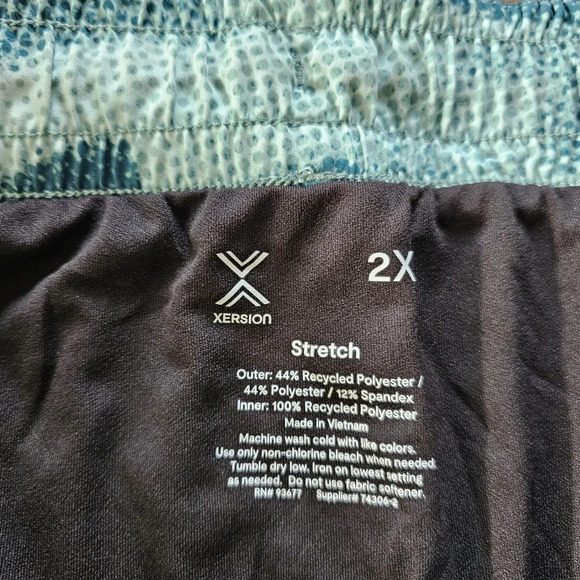 2X
XERSION
Stretch
Outer: 44% Recycled Polyester /
44% Polyester / 12% Spandex
Inner: 100% Recycled Polyester
Made in Vietnam
Machine wash cold with like colors.
Use only non-chlorine bleach when needed.
Tumble dry low. Iron on lowest setting
as needed. Do not use fabric softener.
RN# 93677 Supplier# 74306-2